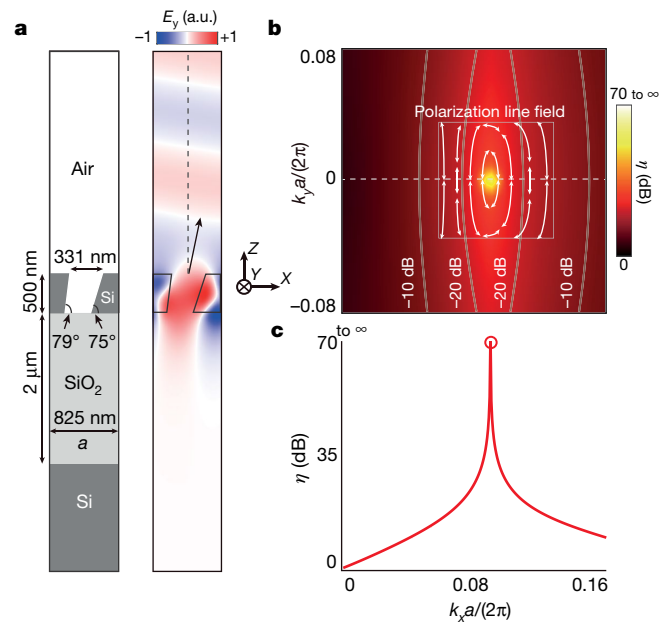 a
E_y (a.u.)
−1
+1
Air
331 nm
500 nm
Si
79°
75°
2 μm
SiO₂
825 nm
a
Si
Z
Y
X
b
0.08
k_ya/(2π)
0
−0.08
Polarization line field
−10 dB
−20 dB
−20 dB
−10 dB
70 to ∞
η (dB)
0
c
to ∞
70
η (dB)
35
0
0
0.08
0.16
k_xa/(2π)